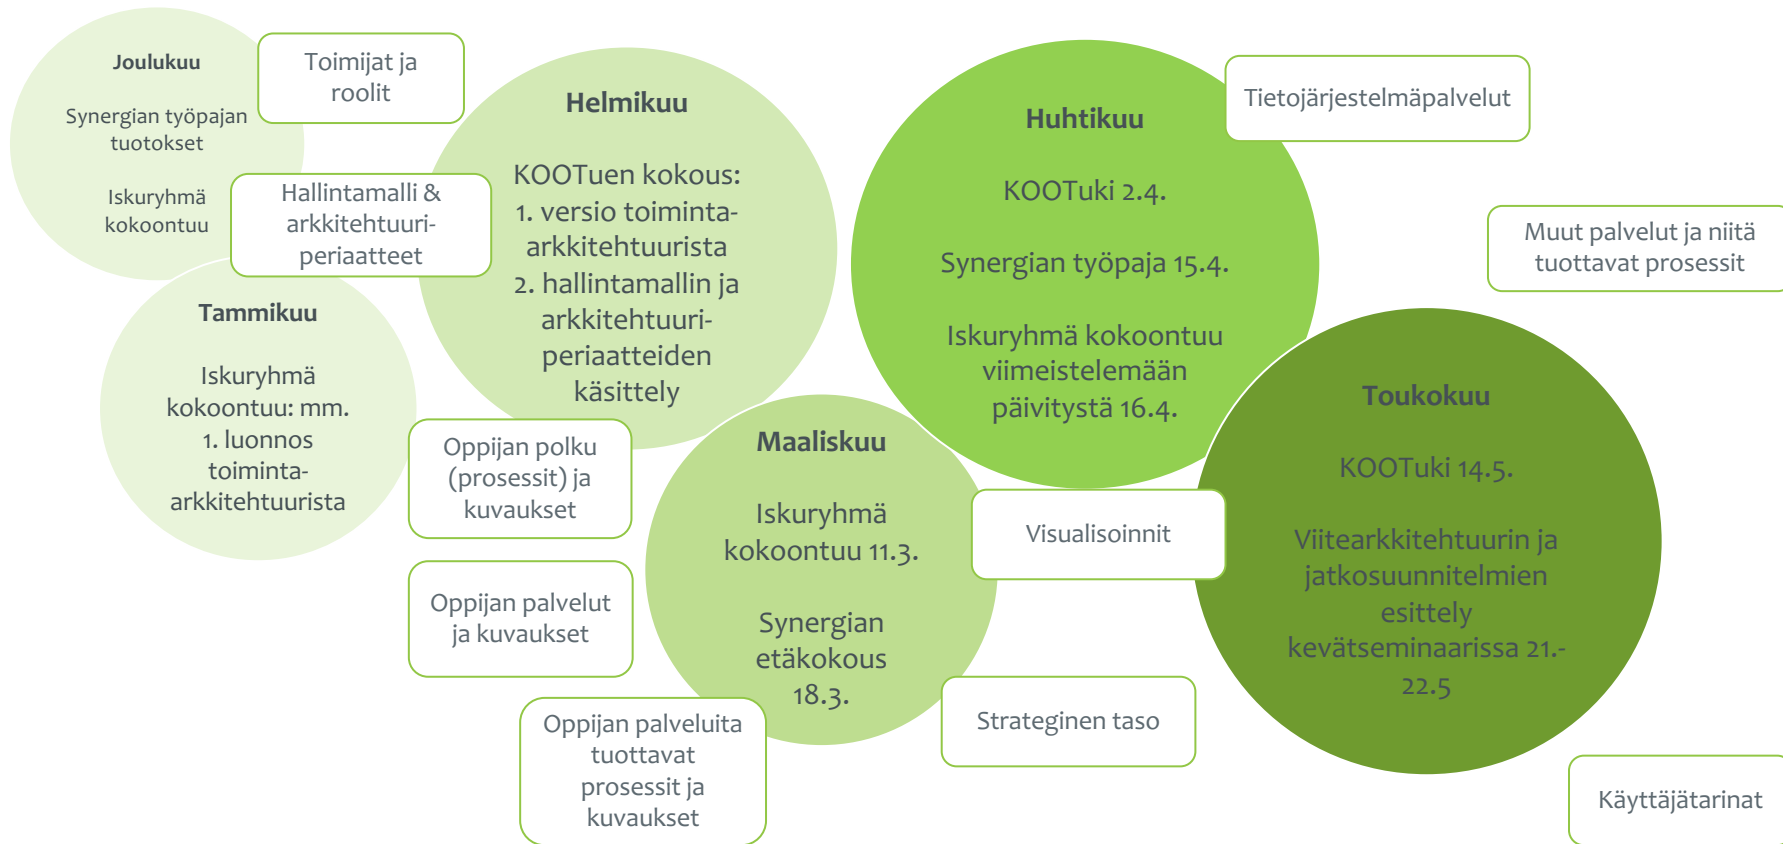 Joulukuu
Synergian työpajan
tuotokset
Iskuryhmä
kokoontuu
Toimijat ja
roolit
Hallintamalli &
arkkitehtuuri-
periaatteet
Tammikuu
Iskuryhmä
kokoontuu: mm.
1. luonnos
toiminta-
arkkitehtuurista
Helmikuu
KOOTuen kokous:
1. versio toiminta-
arkkitehtuurista
2. hallintamallin ja
arkkitehtuuri-
periaatteiden
käsittely
Oppijan polku
(prosessit) ja
kuvaukset
Oppijan palvelut
ja kuvaukset
Oppijan palveluita
tuottavat
prosessit ja
kuvaukset
Maaliskuu
Iskuryhmä
kokoontuu 11.3.
Synergian
etäkokous
18.3.
Huhtikuu
KOOTuki 2.4.
Synergian työpaja 15.4.
Iskuryhmä kokoontuu
viimeistelemään
päivitystä 16.4.
Visualisoinnit
Strateginen taso
Tietojärjestelmäpalvelut
Muut palvelut ja niitä
tuottavat prosessit
Toukokuu
KOOTuki 14.5.
Viitearkkitehtuurin ja
jatkosuunnitelmien
esittely
kevätseminaarissa 21.-
22.5
Käyttäjätarinat